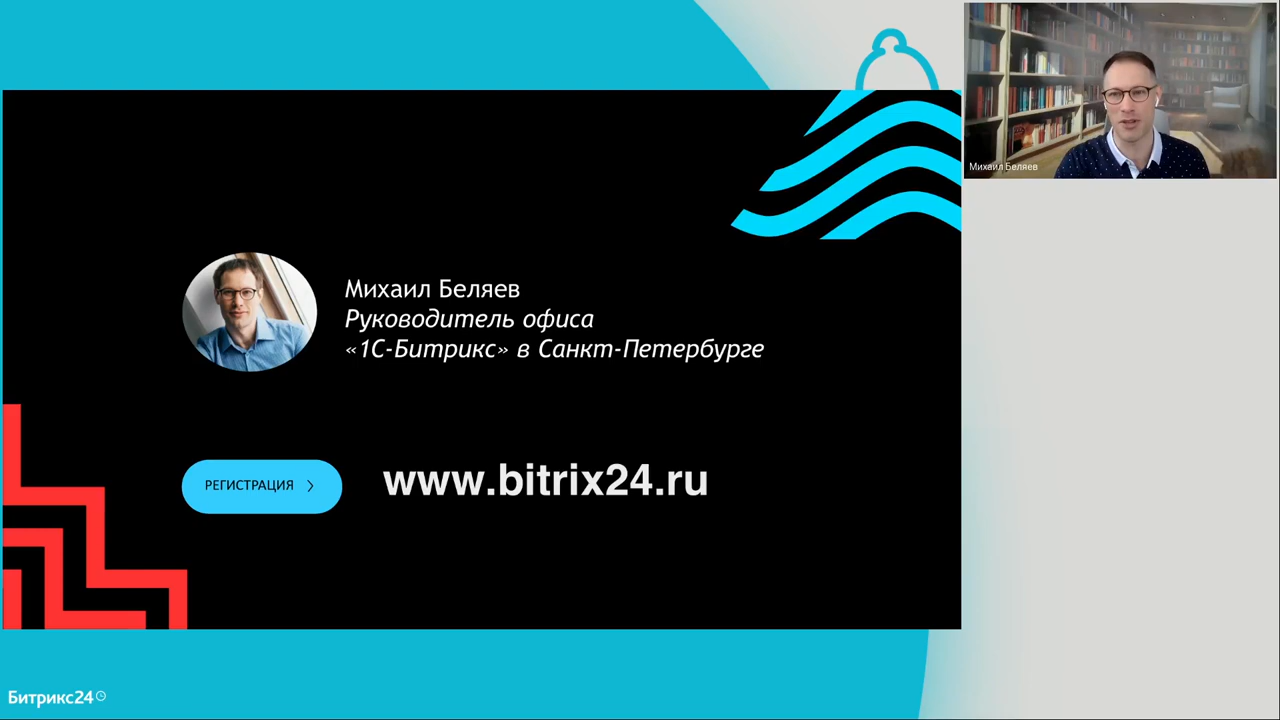 Михаил Беляев
Михаил Беляев
Руководитель офиса
«1С-Битрикс» в Санкт-Петербурге
РЕГИСТРАЦИЯ
www.bitrix24.ru
Битрикс24